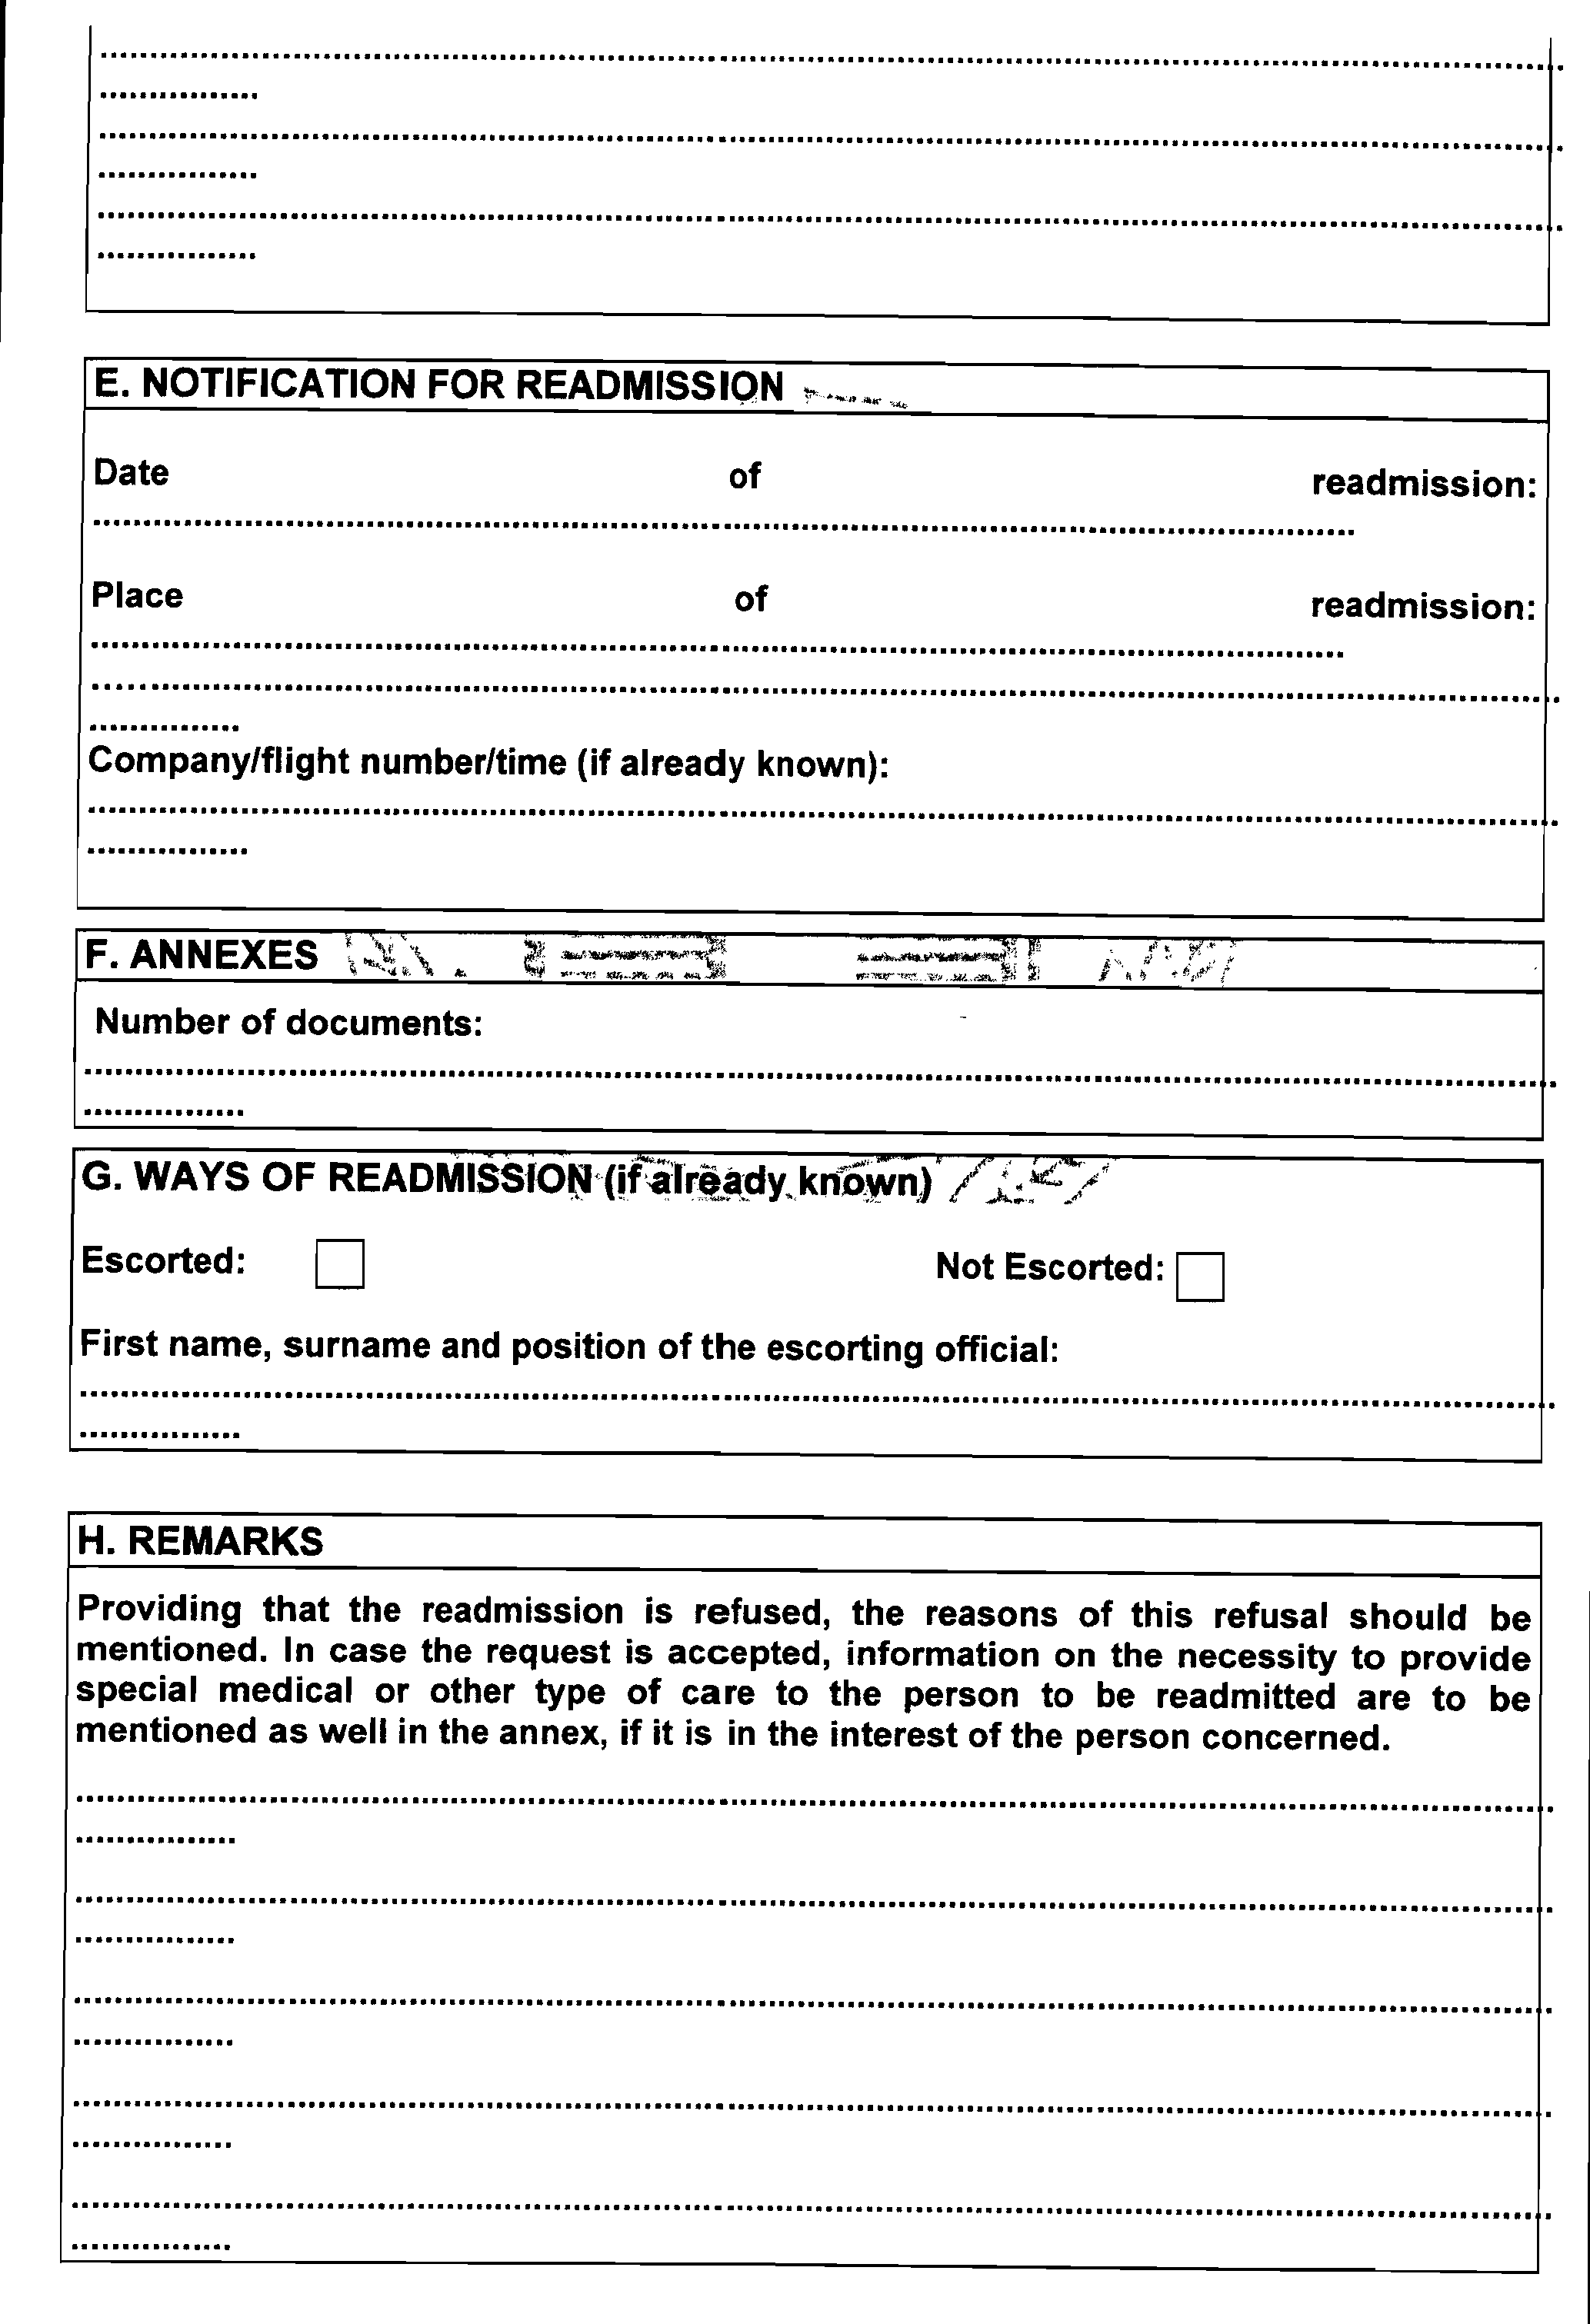 E. NOTIFICATION FOR READMISSION
Date of readmission:
Place of readmission:
Company/flight number/time (if already known):
F. ANNEXES
Number of documents:
G. WAYS OF READMISSION (if already known)
Escorted: Not Escorted:
First name, surname and position of the escorting official:
H. REMARKS
Providing that the readmission is refused, the reasons of this refusal should be
mentioned. In case the request is accepted, information on the necessity to provide
special medical or other type of care to the person to be readmitted are to be
mentioned as well in the annex, if it is in the interest of the person concerned.